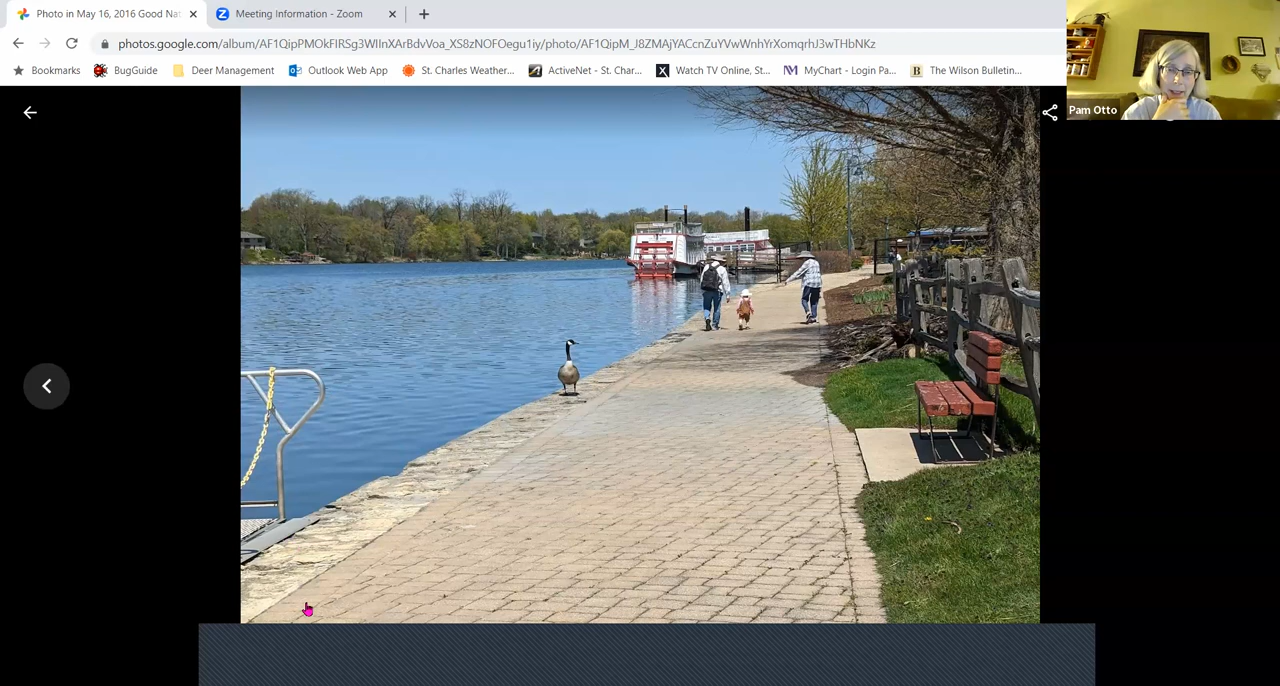 Photo in May 16, 2016 Good Nat
Meeting Information - Zoom
photos.google.com/album/AF1QipPMOkFIRSg3WIInXArBdvVoa_XS8zNOFOegu1iy/photo/AF1QipM_J8ZMAjYACcnZuYVwWnhYrXomqrhJ3wTHbNKz
Bookmarks
BugGuide
Deer Management
Outlook Web App
St. Charles Weather...
ActiveNet - St. Char...
Watch TV Online, St...
MyChart - Login Pa...
The Wilson Bulletin...
Pam Otto